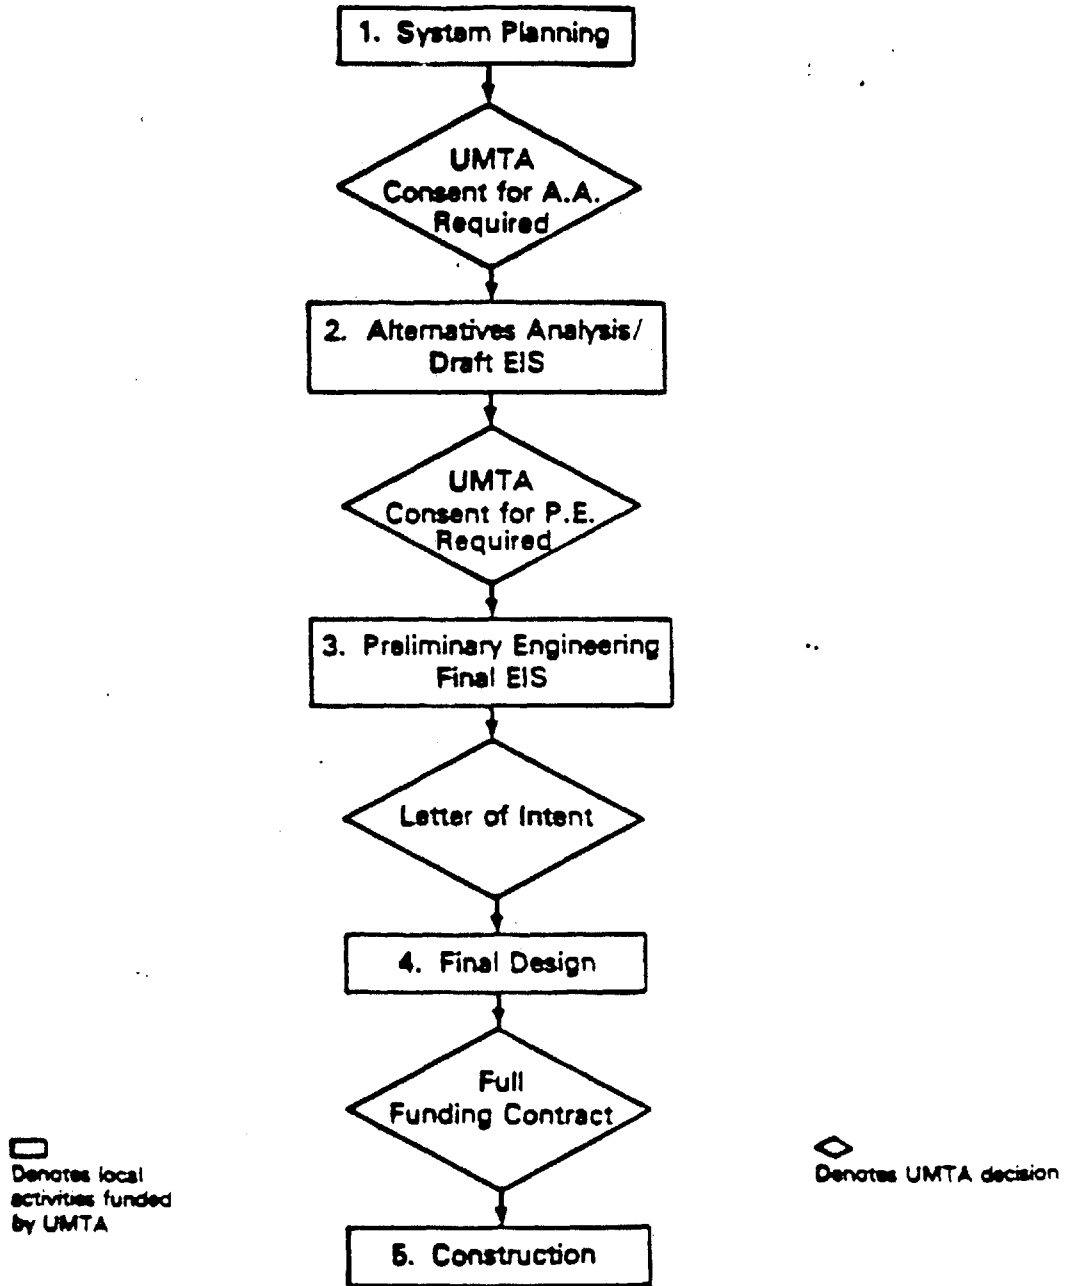 1. System Planning
UMTA
Consent for A.A.
Required
2. Alternatives Analysis/
Draft EIS
UMTA
Consent for P.E.
Required
3. Preliminary Engineering
Final EIS
Letter of Intent
4. Final Design
Full
Funding Contract
5. Construction
Denotes local
activities funded
by UMTA
Denotes UMTA decision